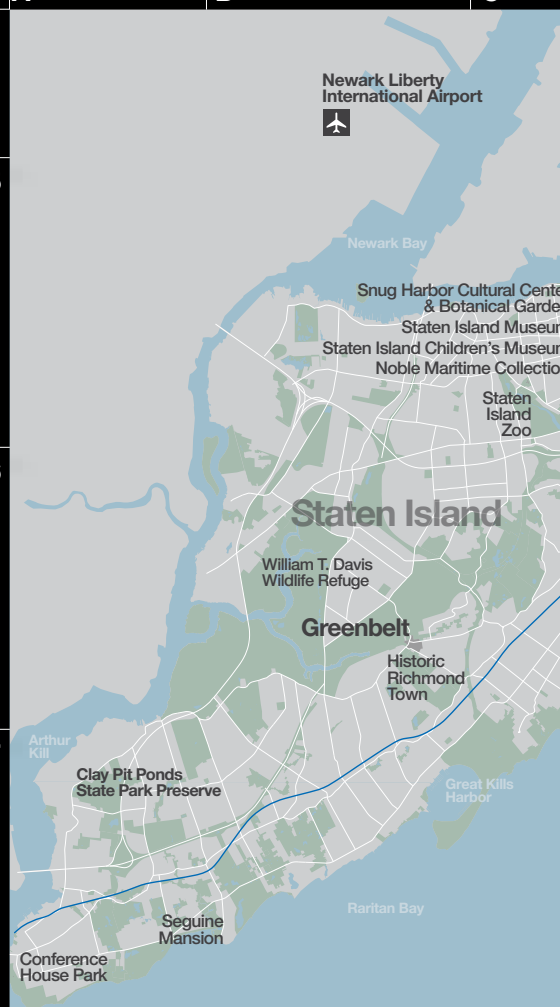 Newark Liberty
International Airport
Newark Bay
Snug Harbor Cultural Cente
& Botanical Garde
Staten Island Museu
Staten Island Children's Museu
Noble Maritime Collectio
Staten
Island
Zoo
Staten Island
William T. Davis
Wildlife Refuge
Greenbelt
Historic
Richmond
Town
Arthur
Kill
Clay Pit Ponds
State Park Preserve
Great Kills
Harbor
Raritan Bay
Seguine
Mansion
Conference
House Park